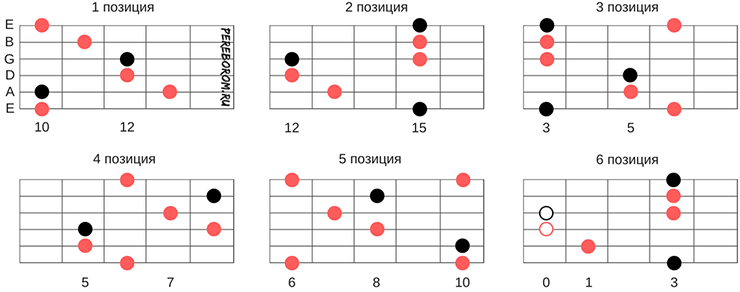 1 позиция
2 позиция
3 позиция
E
B
G
D
A
E
PEREBOROM.RU
10 12
12 15
3 5
4 позиция
5 позиция
6 позиция
5 7
6 8 10
0 1 3